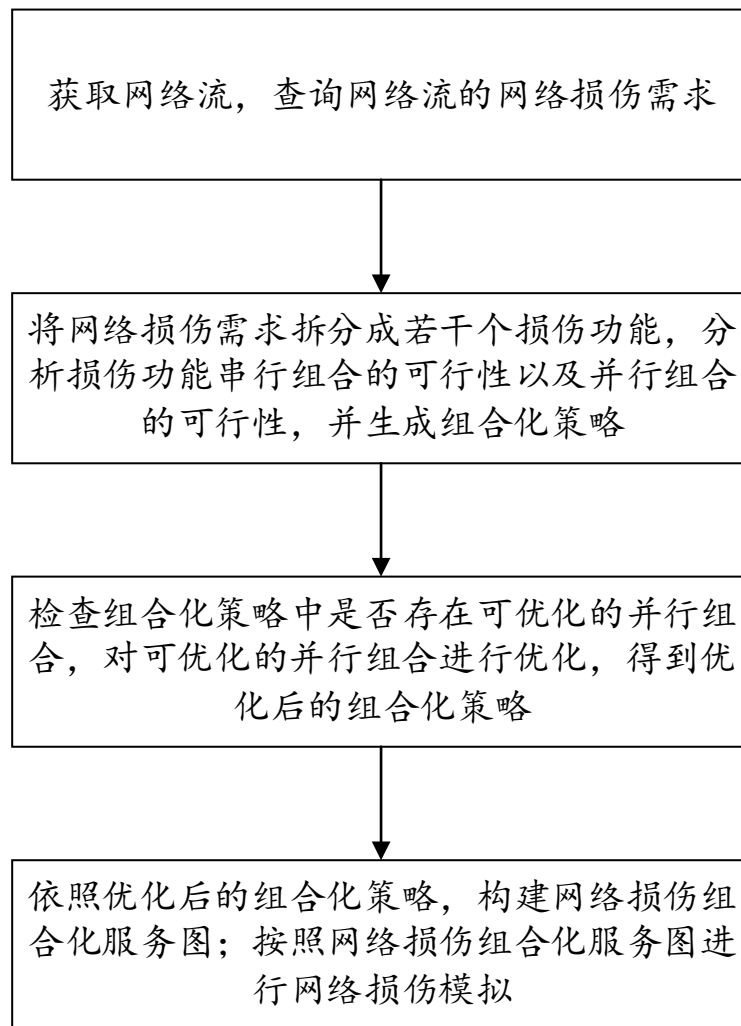 获取网络流，查询网络流的网络损伤需求
将网络损伤需求拆分成若干个损伤功能，分
析损伤功能串行组合的可行性以及并行组合
的可行性，并生成组合化策略
检查组合化策略中是否存在可优化的并行组
合，对可优化的并行组合进行优化，得到优
化后的组合化策略
依照优化后的组合化策略，构建网络损伤组
合化服务图；按照网络损伤组合化服务图进
行网络损伤模拟